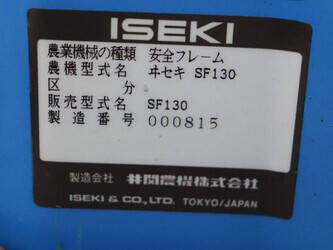 ISEKI
農業機械の種類 安全フレーム
農機型式名 ヰセキ SF130
区分
販売型式名 SF130
製造番号 000815
製造会社 井関農機株式会社
ISEKI & CO., LTD. TOKYO/JAPAN